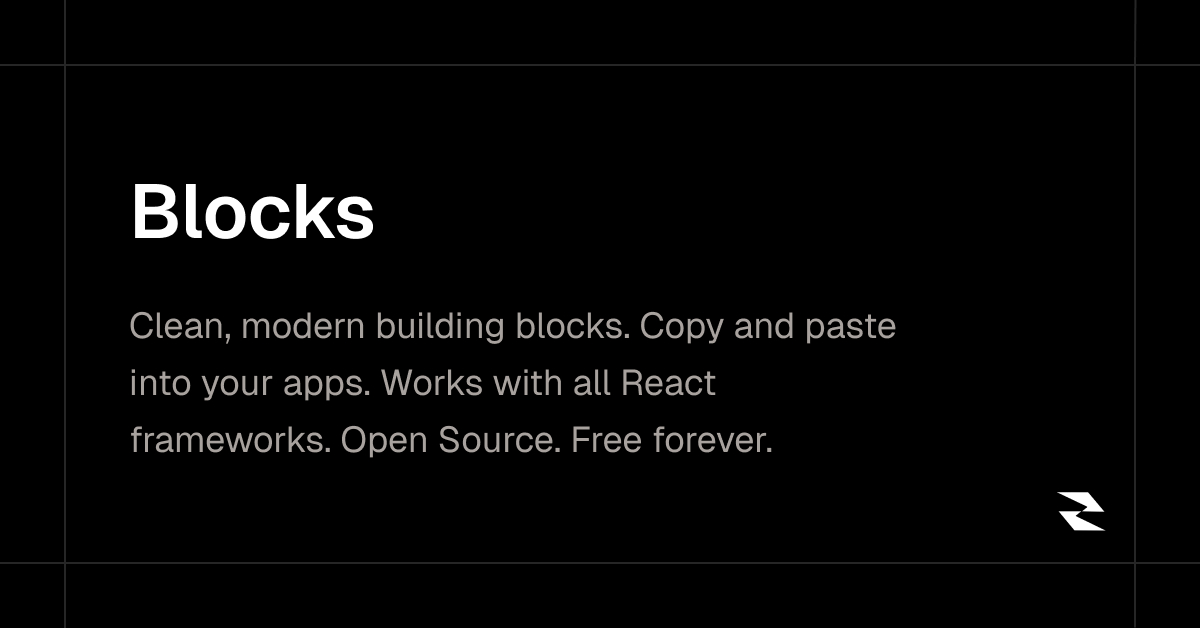 Blocks
Clean, modern building blocks. Copy and paste
into your apps. Works with all React
frameworks. Open Source. Free forever.